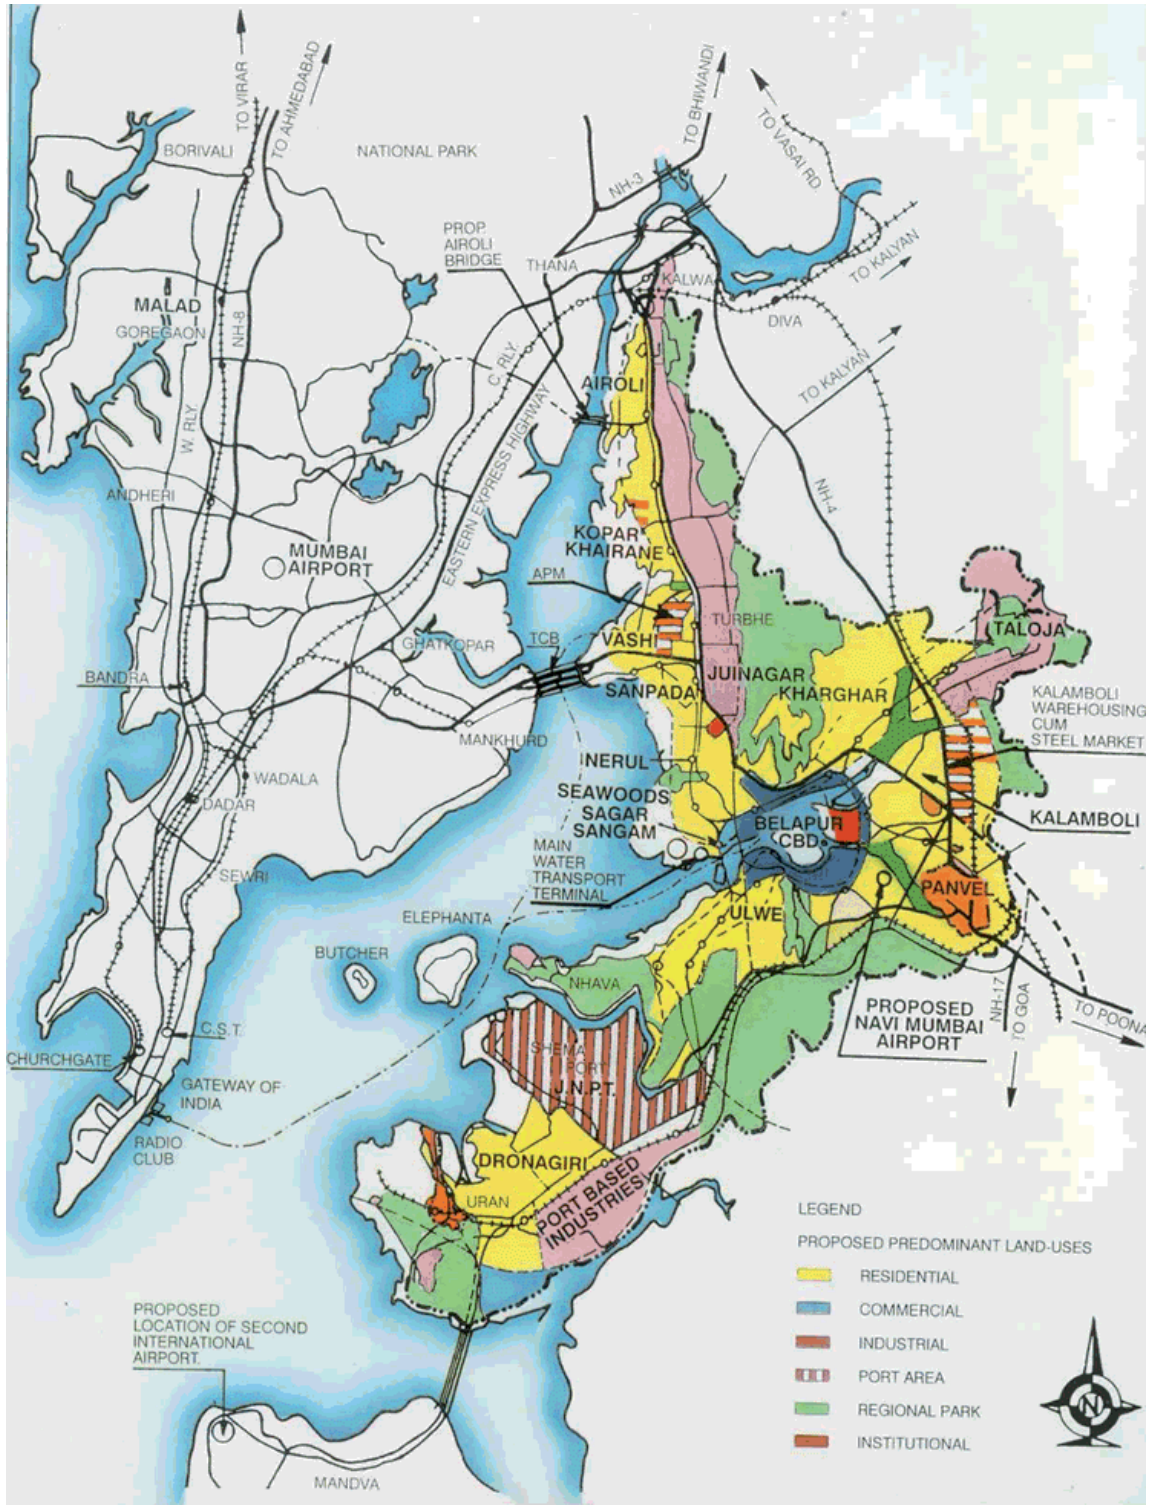 TO VIRAR
TO AHMEDABAD
BORIVALI
NATIONAL PARK
TO BHIWANDI
TO VASAI RD.
NH-3
PROP.
AIROLI
BRIDGE
THANA
KALWA
TO KALYAN
DIVA
MALAD
GOREGAON
NH-8
C. RLY.
AIROLI
TO KALYAN
W. RLY.
EASTERN EXPRESS HIGHWAY
ANDHERI
NH-4
MUMBAI
AIRPORT
KOPAR
KHAIRANE
APM
TURBHE
TALOJA
GHATKOPAR
TCB
VASHI
BANDRA
JUINAGAR
SANPADA
KHARGHAR
KALAMBOLI
WAREHOUSING
CUM
STEEL MARKET
MANKHURD
WADALA
NERUL
DADAR
SEAWOODS
SAGAR
SANGAM
BELAPUR
CBD
KALAMBOLI
MAIN
WATER
TRANSPORT
TERMINAL
SEWRI
PANVEL
ULWE
ELEPHANTA
BUTCHER
NHAVA
PROPOSED
NAVI MUMBAI
AIRPORT
NH-17
TO GOA
TO POONA
C.S.T.
CHURCHGATE
SHEMA
PORT
J.N.P.T.
GATEWAY OF
INDIA
RADIO
CLUB
DRONAGIRI
URAN
PORT BASED
INDUSTRIES
LEGEND
PROPOSED PREDOMINANT LAND-USES
RESIDENTIAL
COMMERCIAL
INDUSTRIAL
PORT AREA
REGIONAL PARK
INSTITUTIONAL
PROPOSED
LOCATION OF SECOND
INTERNATIONAL
AIRPORT.
MANDVA
N